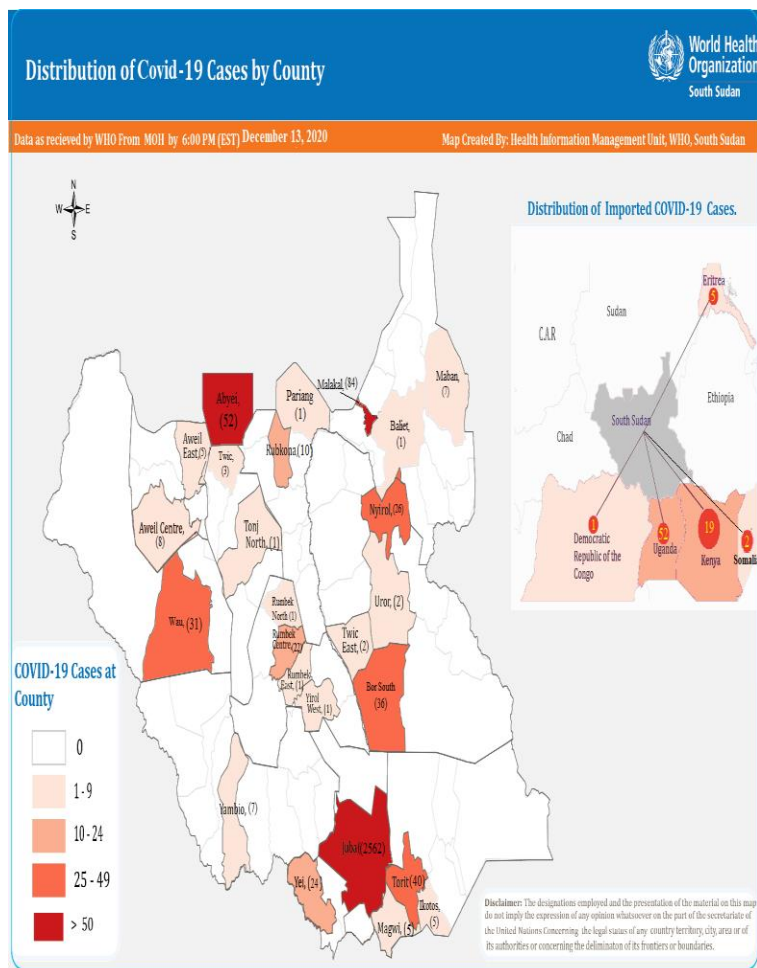 Distribution of Covid-19 Cases by County
World Health
Organization
South Sudan
Data as recieved by WHO From MOH by 6:00 PM (EST) December 13, 2020
Map Created By: Health Information Management Unit, WHO, South Sudan
N
W
E
S
Distribution of Imported COVID-19 Cases.
Eritrea
5
Sudan
C.A.R
Ethiopia
South Sudan
Chad
1
Democratic
Republic of the
Congo
52
Uganda
19
Kenya
2
Somalia
Malakal, (84)
Maban,
(7)
Abyei,
(52)
Pariang
(1)
Baliet,
(1)
Aweil
East,
Twic,
(3)
Rubkona,(10)
Nyirol,(26)
Aweil Centre,
(8)
Tonj
North, (1)
Uror, (2)
Rumbek
North (1)
Rumbek
Centre,
Twic
East, (2)
Wau, (31)
Rumbek
East, (1)
Yirol
West, (1)
Bor South
(36)
Yambio, (7)
(2562)
Yei, (24)
Torit (40)
Ikotos,
(5)
Magwi, (5)
COVID-19 Cases at
County
0
1 - 9
10 - 24
25 - 49
> 50
Disclaimer: The designations employed and the presentation of the material on this map
do not imply the expression of any opinion whatsoever on the part of the secretariate of
the United Nations Concerning the legal status of any country territory, city, area or of
its authorities or concerning the deliminaton of its frontiers or boundaries.